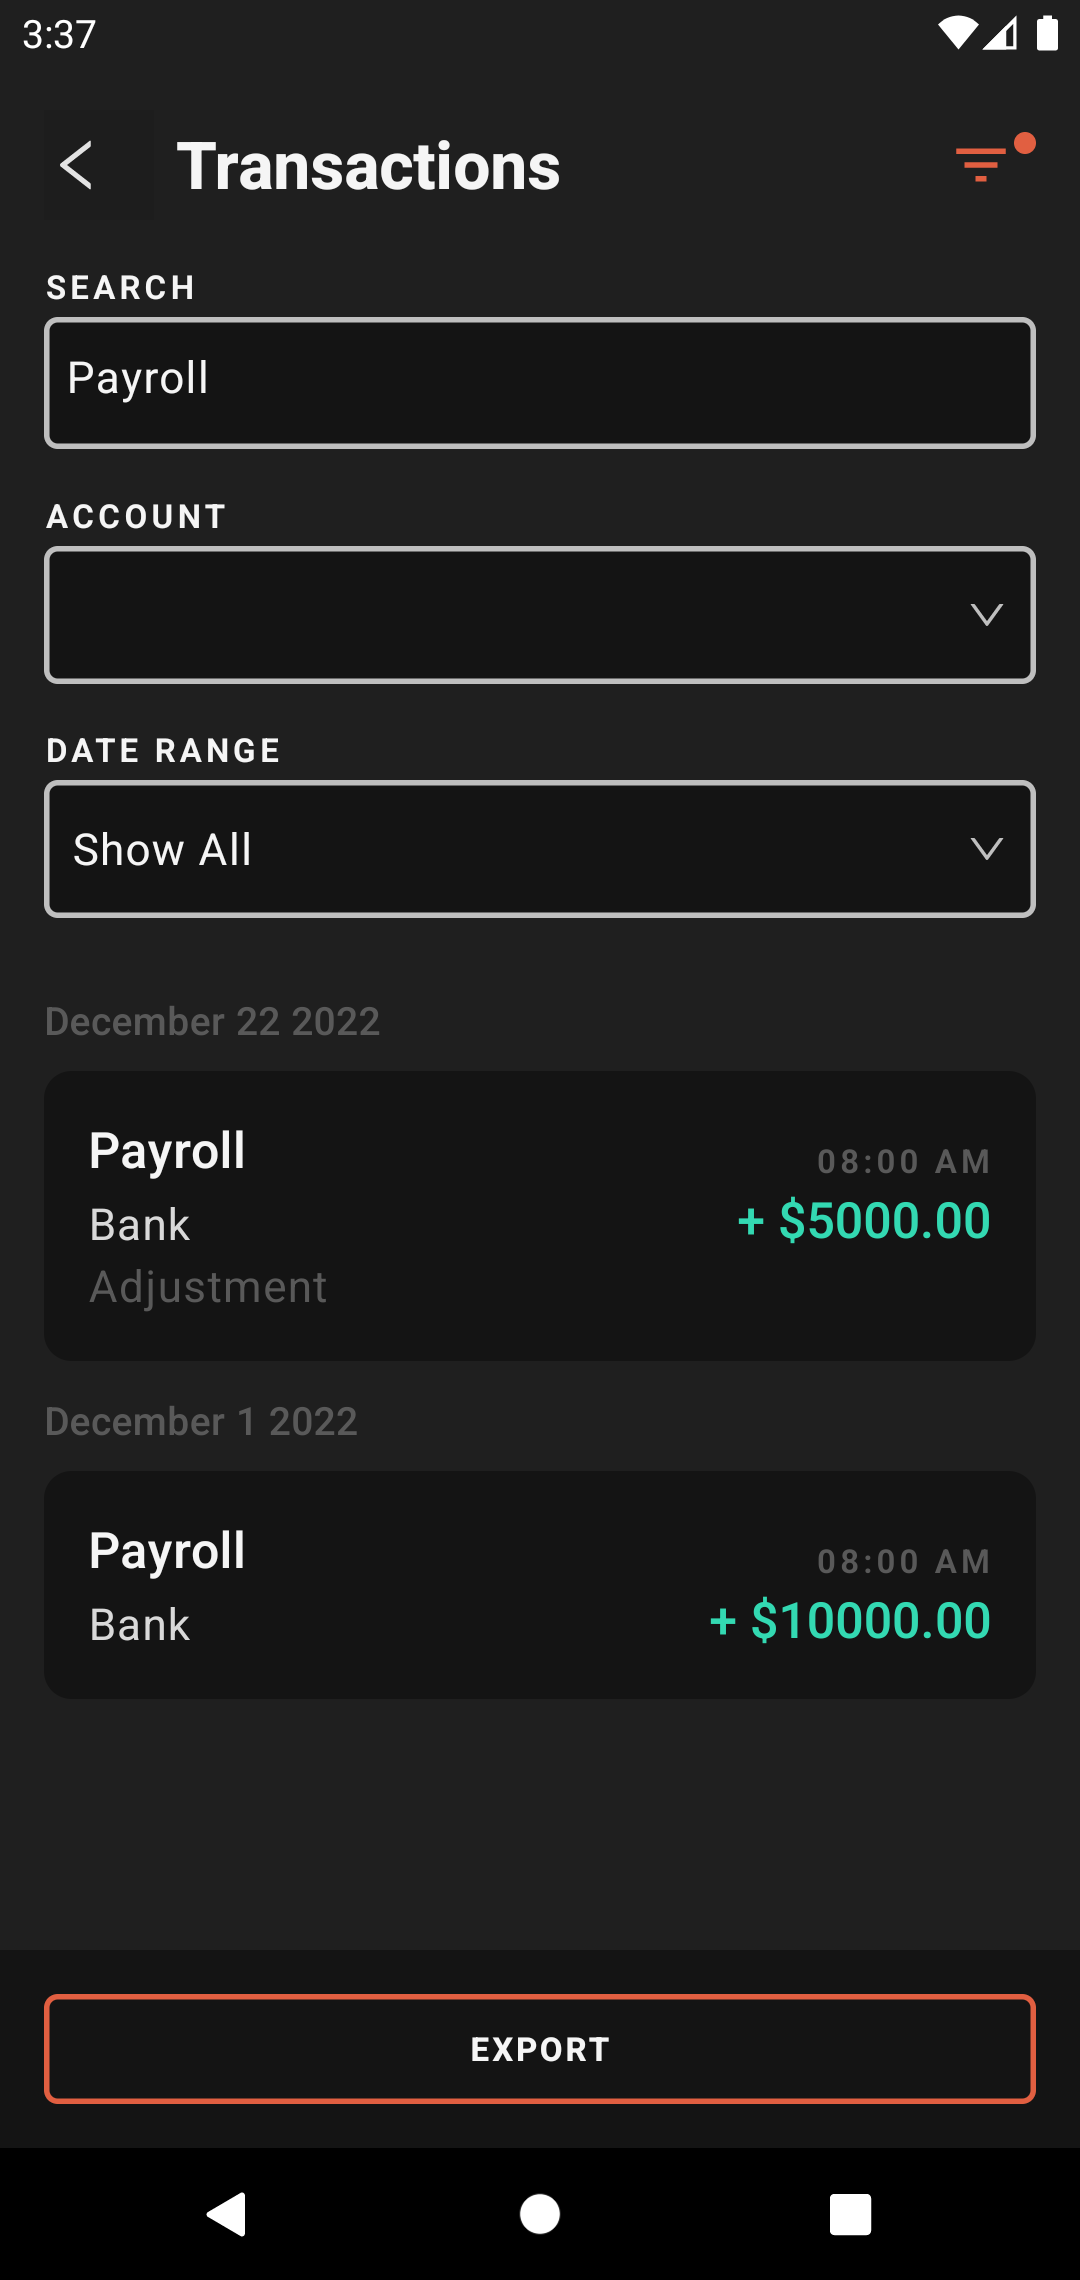 3:37
Transactions
SEARCH
Payroll
ACCOUNT
DATE RANGE
Show All
December 22 2022
Payroll
08:00 AM
Bank
+ $5000.00
Adjustment
December 1 2022
Payroll
08:00 AM
Bank
+ $10000.00
EXPORT